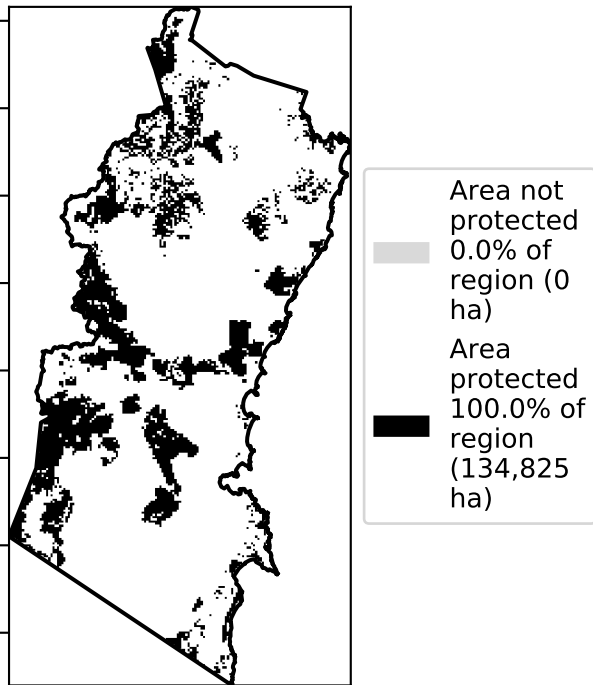 Area not
protected
0.0% of
region (0
ha)
Area
protected
100.0% of
region
(134,825
ha)